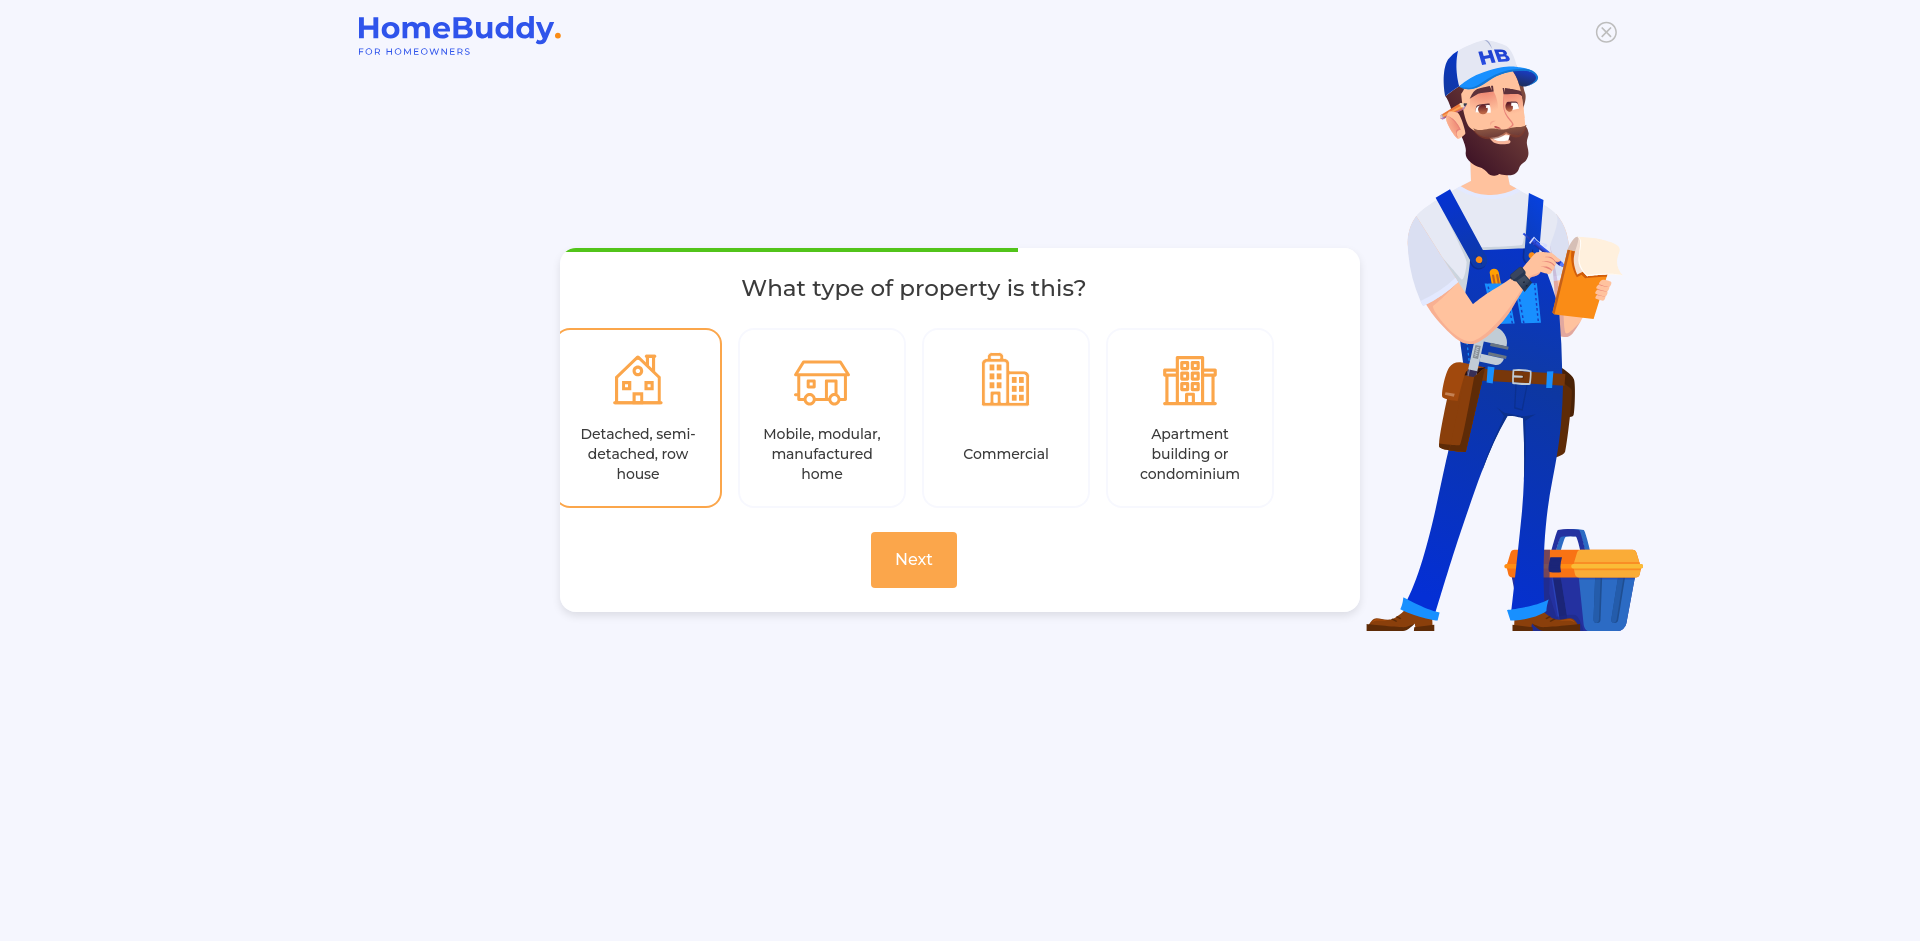 HomeBuddy.
FOR HOMEOWNERS
HB
What type of property is this?
Detached, semi-
detached, row
house
Mobile, modular,
manufactured
home
Commercial
Apartment
building or
condominium
Next